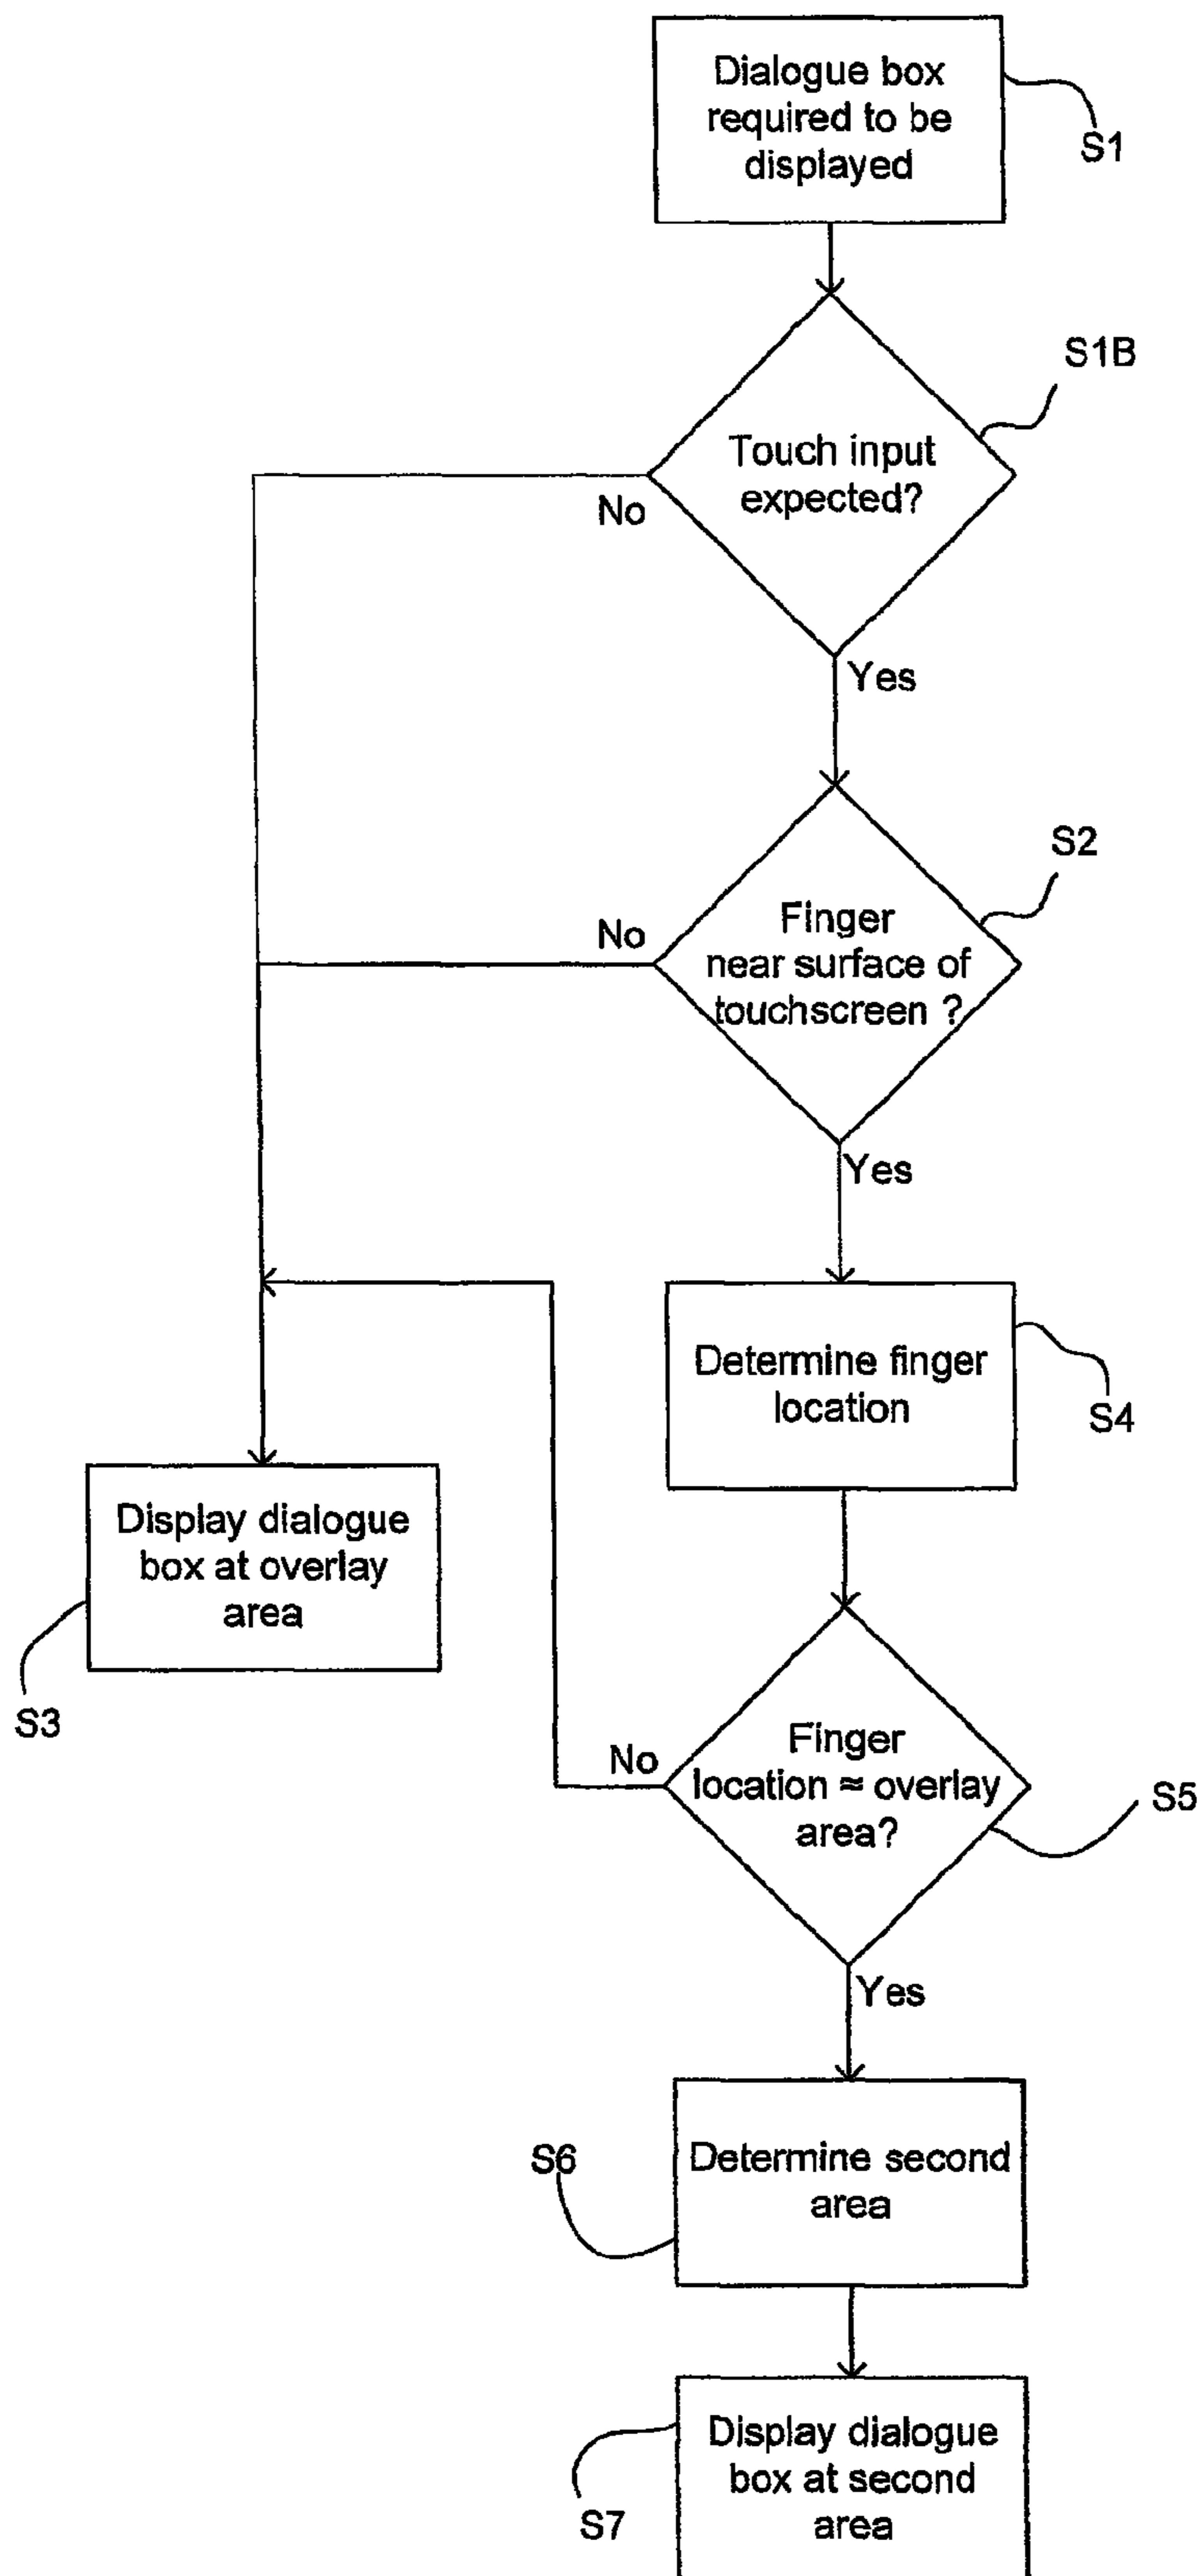 Dialogue box
required to be
displayed
S1
S1B
Touch input
expected?
No
Yes
S2
Finger
near surface of
touchscreen ?
No
Yes
Determine finger
location
S4
Display dialogue
box at overlay
area
S3
Finger
location ≈ overlay
area?
No
S5
Yes
Determine second
area
S6
Display dialogue
box at second
area
S7